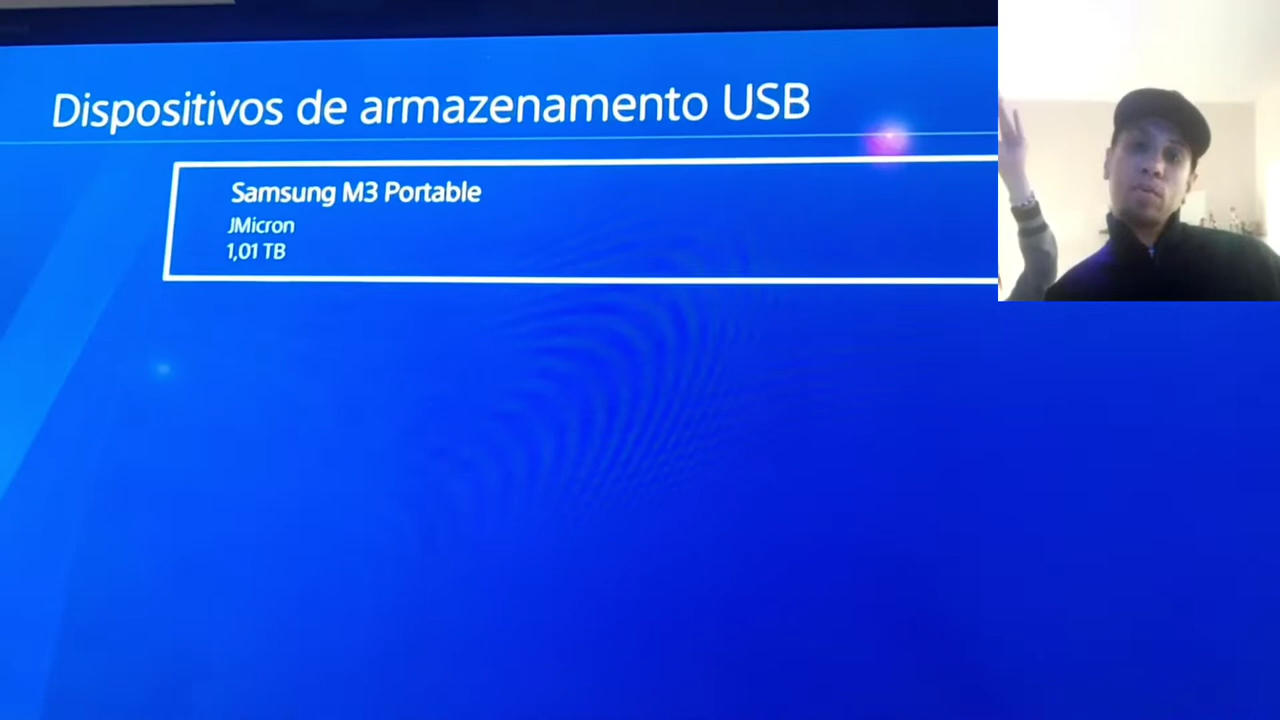 Dispositivos de armazenamento USB
Samsung M3 Portable
JMicron
1,01 TB